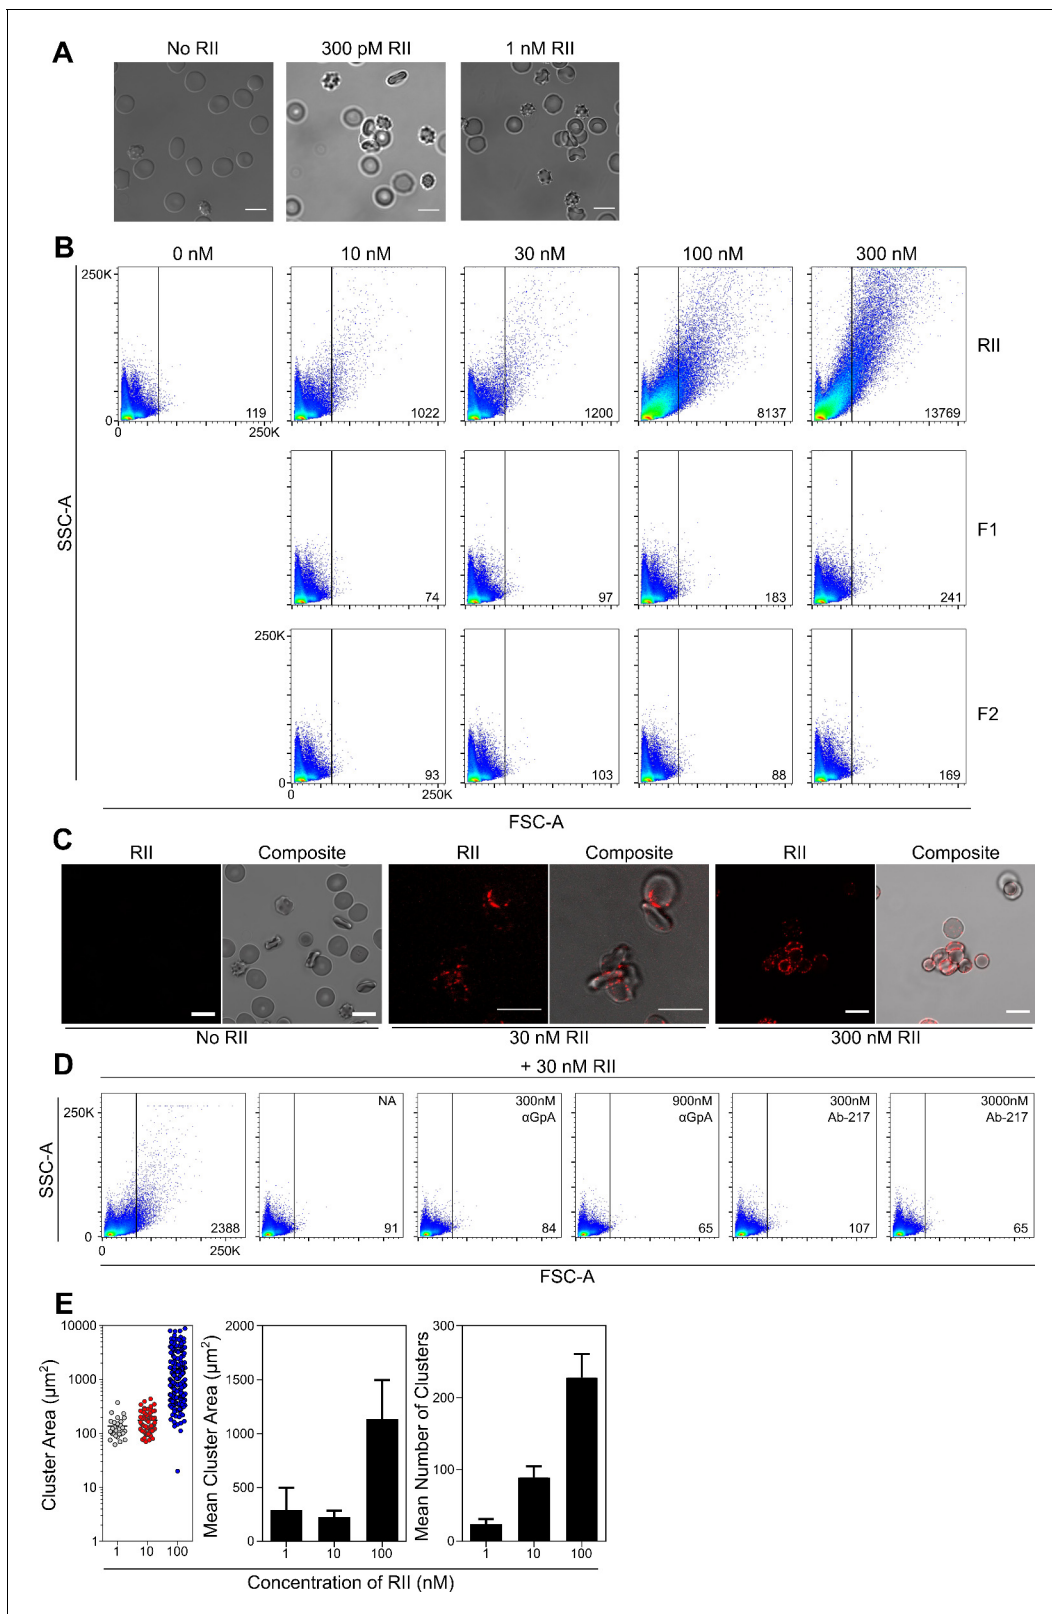 A
No RII
300 pM RII
1 nM RII
B
0 nM
10 nM
30 nM
100 nM
300 nM
250K
0
119
0
250K
1022
1200
8137
13769
RII
74
97
183
241
F1
250K
0
93
103
88
169
F2
0
250K
SSC-A
FSC-A
C
RII
Composite
RII
Composite
RII
Composite
No RII
30 nM RII
300 nM RII
D
+ 30 nM RII
250K
0
2388
0
250K
NA
91
300nM
αGpA
84
900nM
αGpA
65
300nM
Ab-217
107
3000nM
Ab-217
65
SSC-A
FSC-A
E
Cluster Area (µm²)
10000
1000
100
10
1
1
10
100
Mean Cluster Area (µm²)
2000
1500
1000
500
0
1
10
100
Mean Number of Clusters
300
200
100
0
1
10
100
Concentration of RII (nM)